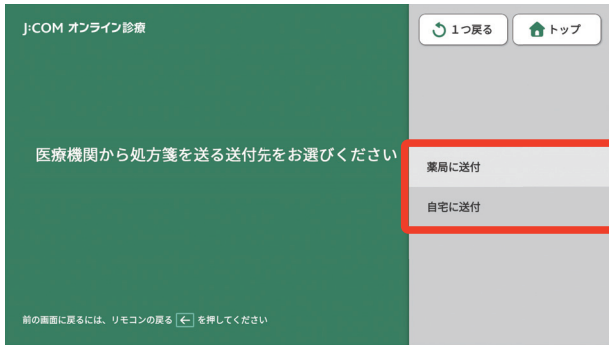 J:COM オンライン診療
1つ戻る
トップ
医療機関から処方箋を送る送付先をお選びください
薬局に送付
自宅に送付
前の画面に戻るには、リモコンの戻る ← を押してください